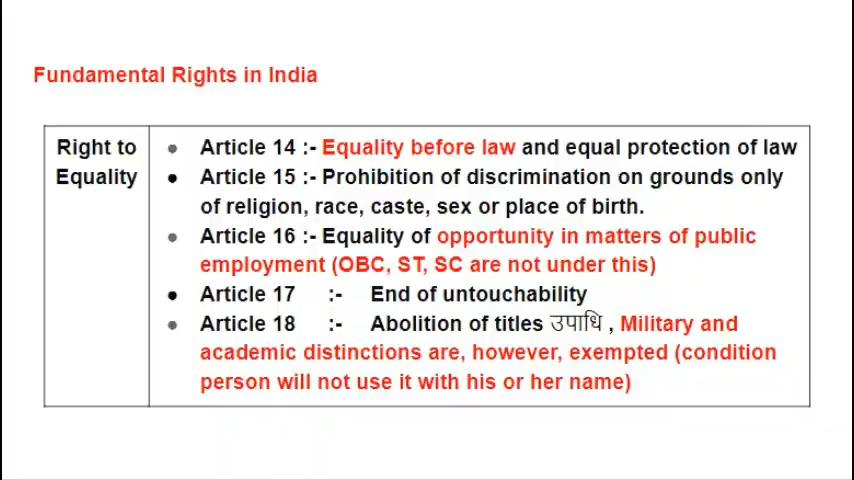 Fundamental Rights in India
Right to
Equality
● Article 14 :- Equality before law and equal protection of law
● Article 15 :- Prohibition of discrimination on grounds only
of religion, race, caste, sex or place of birth.
● Article 16 :- Equality of opportunity in matters of public
employment (OBC, ST, SC are not under this)
● Article 17 :- End of untouchability
● Article 18 :- Abolition of titles उपाधि , Military and
academic distinctions are, however, exempted (condition
person will not use it with his or her name)